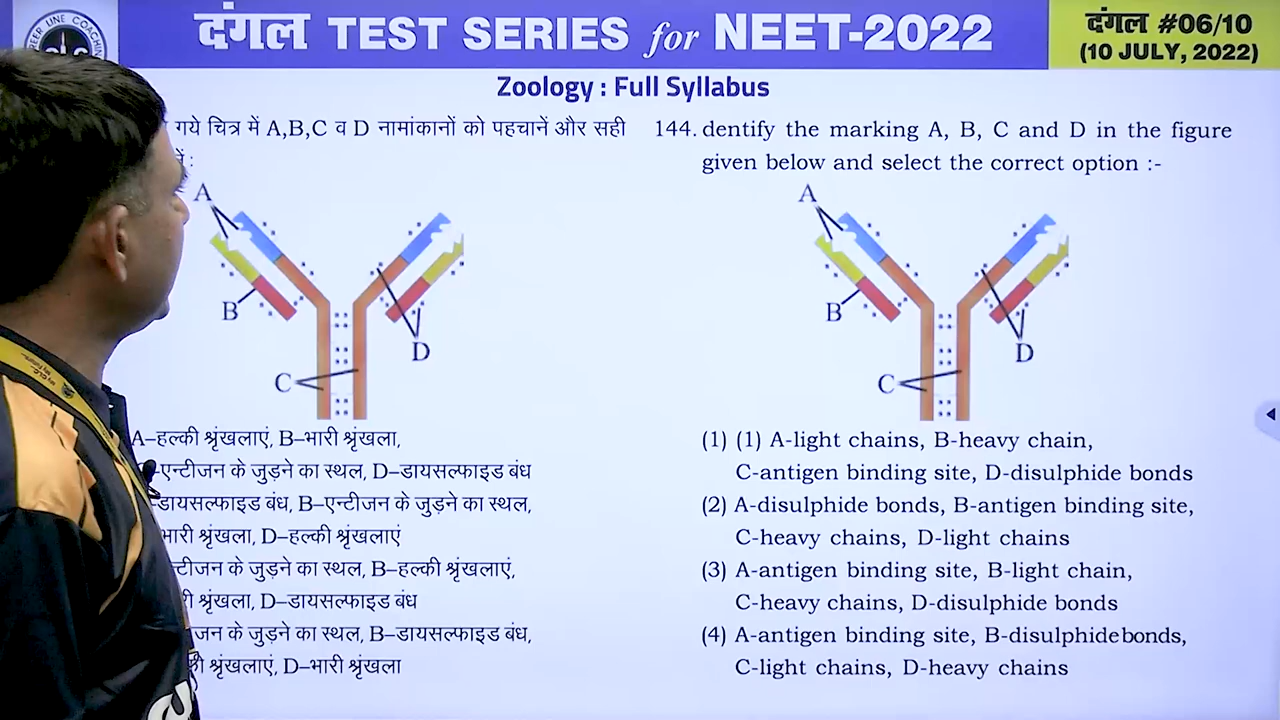 दंगल TEST SERIES for NEET-2022
दंगल #06/10
(10 JULY, 2022)
Zoology : Full Syllabus
गये चित्र में A,B,C व D नामांकानों को पहचानें और सही
A
B
C
D
A–हल्की श्रृंखलाएं, B–भारी श्रृंखला,
एन्टीजन के जुड़ने का स्थल, D–डायसल्फाइड बंध
डायसल्फाइड बंध, B–एन्टीजन के जुड़ने का स्थल,
भारी श्रृंखला, D–हल्की श्रृंखलाएं
के जुड़ने का स्थल, B–हल्की श्रृंखलाएं,
श्रृंखला, D–डायसल्फाइड बंध
के जुड़ने का स्थल, B–डायसल्फाइड बंध,
श्रृंखलाएं, D–भारी श्रृंखला
144. dentify the marking A, B, C and D in the figure
given below and select the correct option :-
A
B
C
D
(1) (1) A-light chains, B-heavy chain,
C-antigen binding site, D-disulphide bonds
(2) A-disulphide bonds, B-antigen binding site,
C-heavy chains, D-light chains
(3) A-antigen binding site, B-light chain,
C-heavy chains, D-disulphide bonds
(4) A-antigen binding site, B-disulphidebonds,
C-light chains, D-heavy chains